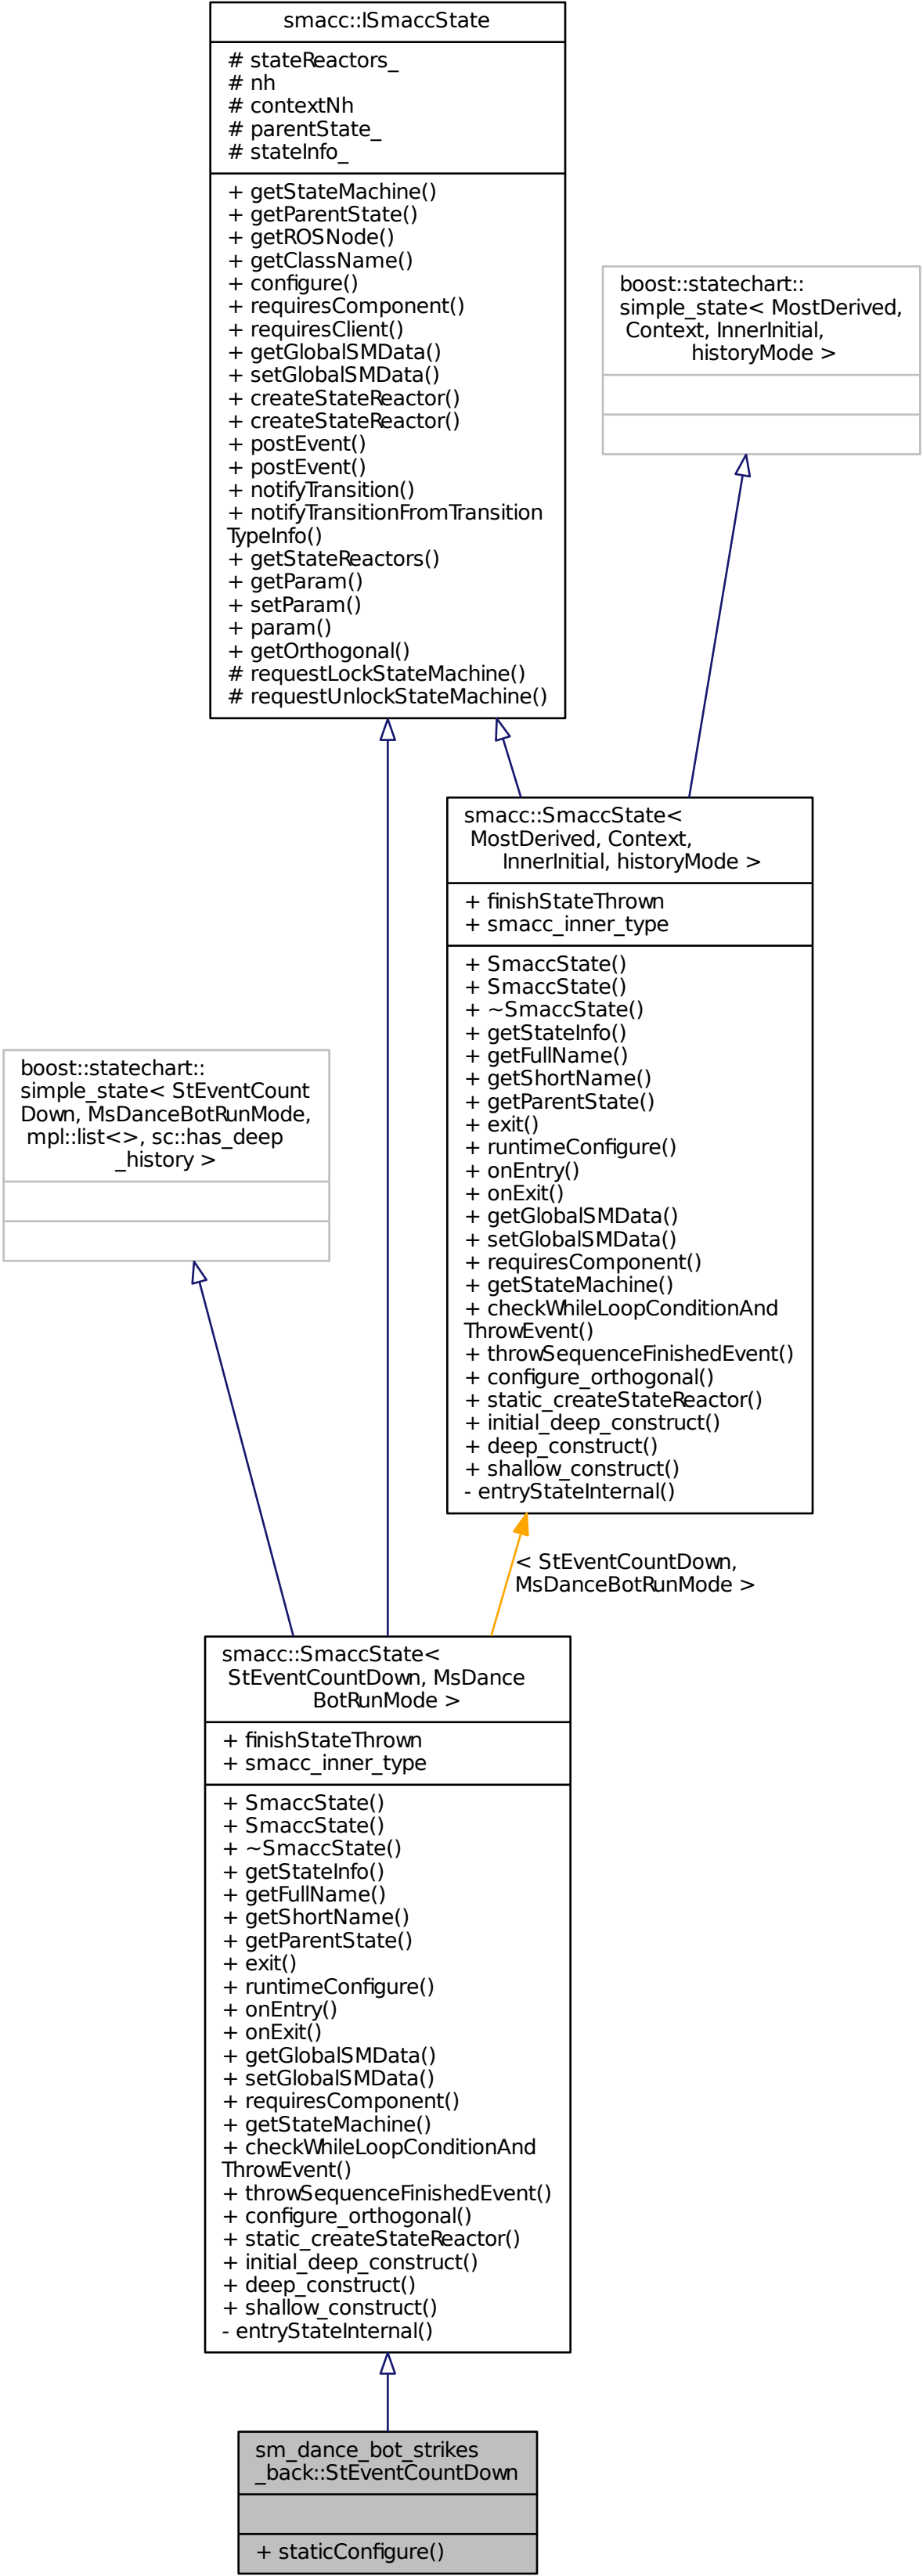 smacc::ISmaccState
# stateReactors_
# nh
# contextNh
# parentState_
# stateInfo_
+ getStateMachine()
+ getParentState()
+ getROSNode()
+ getClassName()
+ configure()
+ requiresComponent()
+ requiresClient()
+ getGlobalSMData()
+ setGlobalSMData()
+ createStateReactor()
+ createStateReactor()
+ postEvent()
+ postEvent()
+ notifyTransition()
+ notifyTransitionFromTransition
TypeInfo()
+ getStateReactors()
+ getParam()
+ setParam()
+ param()
+ getOrthogonal()
# requestLockStateMachine()
# requestUnlockStateMachine()
boost::statechart::
simple_state< MostDerived,
Context, InnerInitial,
historyMode >
smacc::SmaccState<
MostDerived, Context,
InnerInitial, historyMode >
+ finishStateThrown
+ smacc_inner_type
+ SmaccState()
+ SmaccState()
+ ~SmaccState()
+ getStateInfo()
+ getFullName()
+ getShortName()
+ getParentState()
+ exit()
+ runtimeConfigure()
+ onEntry()
+ onExit()
+ getGlobalSMData()
+ setGlobalSMData()
+ requiresComponent()
+ getStateMachine()
+ checkWhileLoopConditionAnd
ThrowEvent()
+ throwSequenceFinishedEvent()
+ configure_orthogonal()
+ static_createStateReactor()
+ initial_deep_construct()
+ deep_construct()
+ shallow_construct()
- entryStateInternal()
boost::statechart::
simple_state< StEventCount
Down, MsDanceBotRunMode,
mpl::list<>, sc::has_deep
_history >
< StEventCountDown,
MsDanceBotRunMode >
smacc::SmaccState<
StEventCountDown, MsDance
BotRunMode >
+ finishStateThrown
+ smacc_inner_type
+ SmaccState()
+ SmaccState()
+ ~SmaccState()
+ getStateInfo()
+ getFullName()
+ getShortName()
+ getParentState()
+ exit()
+ runtimeConfigure()
+ onEntry()
+ onExit()
+ getGlobalSMData()
+ setGlobalSMData()
+ requiresComponent()
+ getStateMachine()
+ checkWhileLoopConditionAnd
ThrowEvent()
+ throwSequenceFinishedEvent()
+ configure_orthogonal()
+ static_createStateReactor()
+ initial_deep_construct()
+ deep_construct()
+ shallow_construct()
- entryStateInternal()
sm_dance_bot_strikes
_back::StEventCountDown
+ staticConfigure()